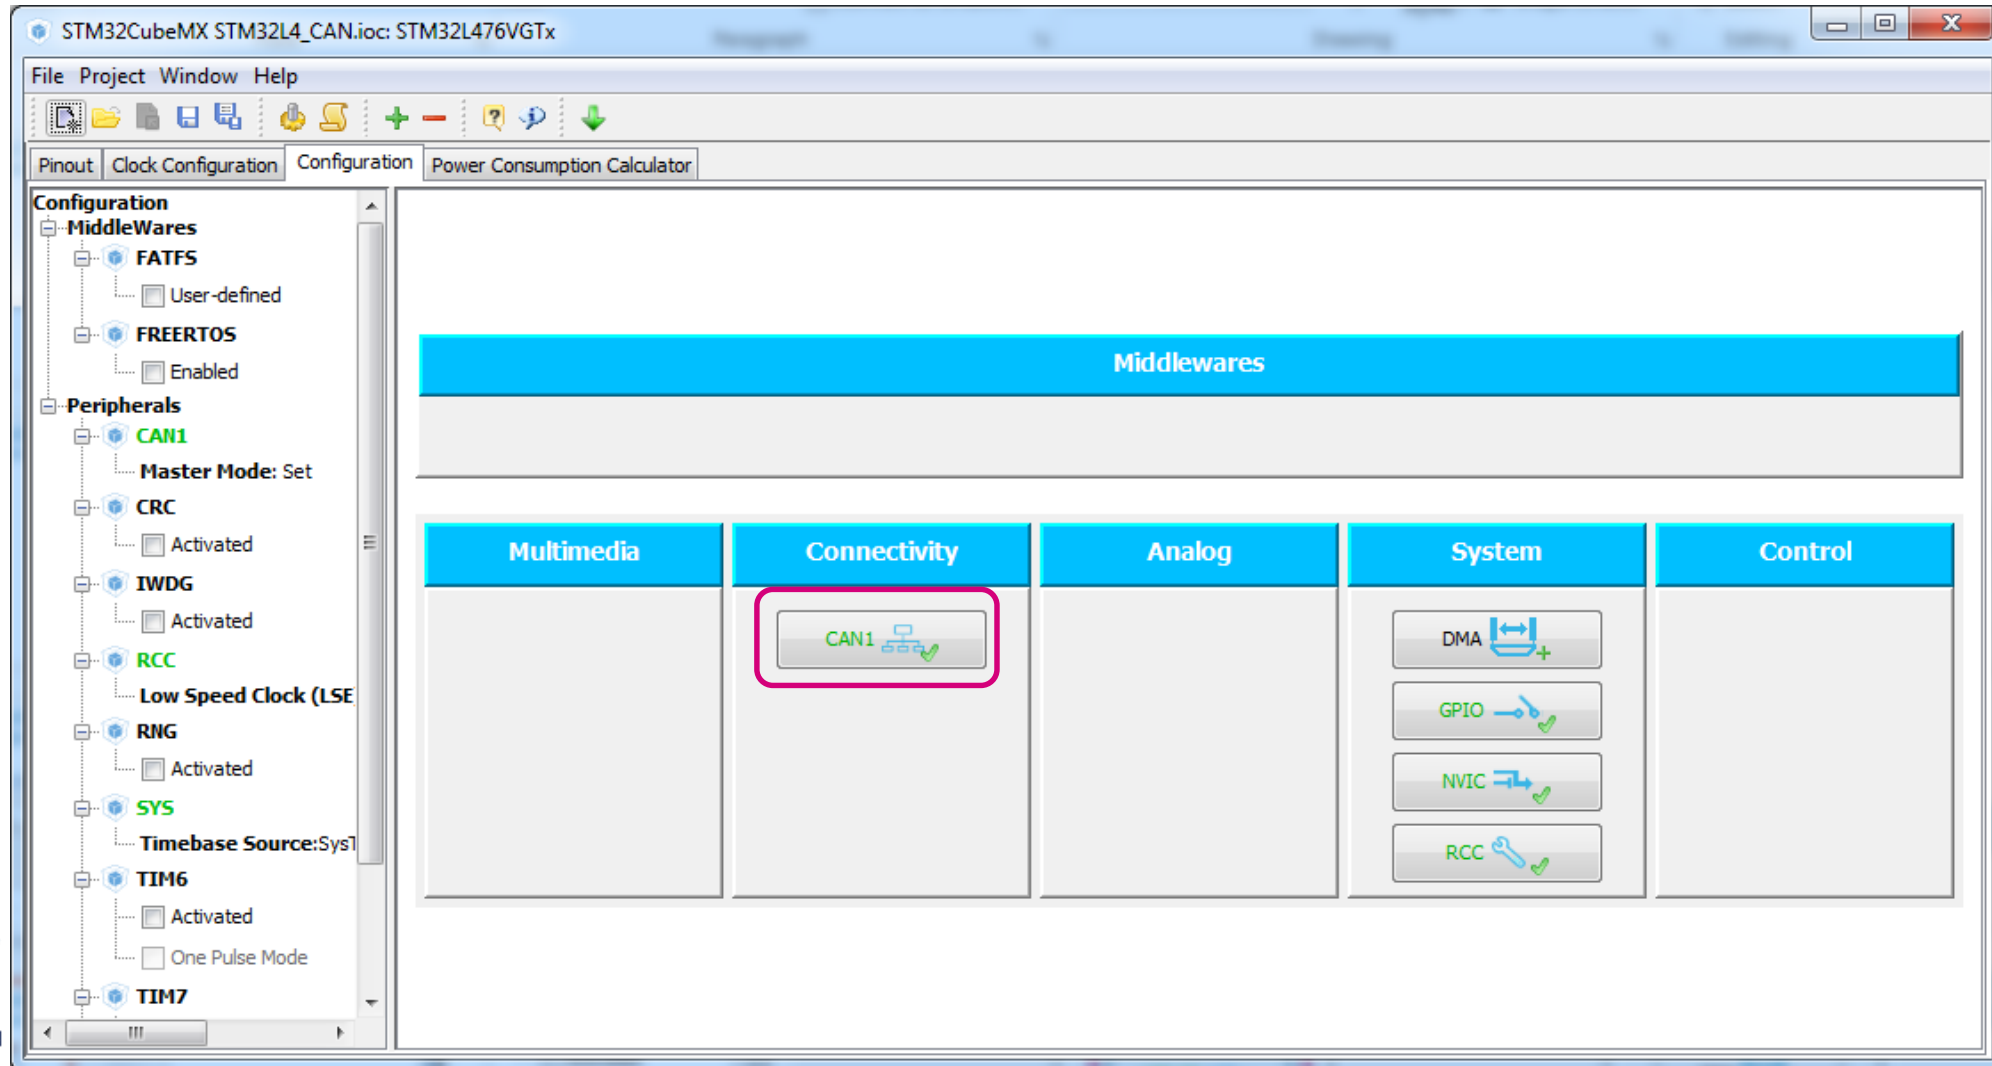 STM32CubeMX STM32L4_CAN.ioc: STM32L476VGTx
File Project Window Help
Pinout Clock Configuration Configuration Power Consumption Calculator
Configuration
MiddleWares
FATFS
User-defined
FREERTOS
Enabled
Peripherals
CAN1
Master Mode: Set
CRC
Activated
IWDG
Activated
RCC
Low Speed Clock (LSE
RNG
Activated
SYS
Timebase Source:SysT
TIM6
Activated
One Pulse Mode
TIM7
Middlewares
Multimedia Connectivity Analog System Control
CAN1
DMA
GPIO
NVIC
RCC